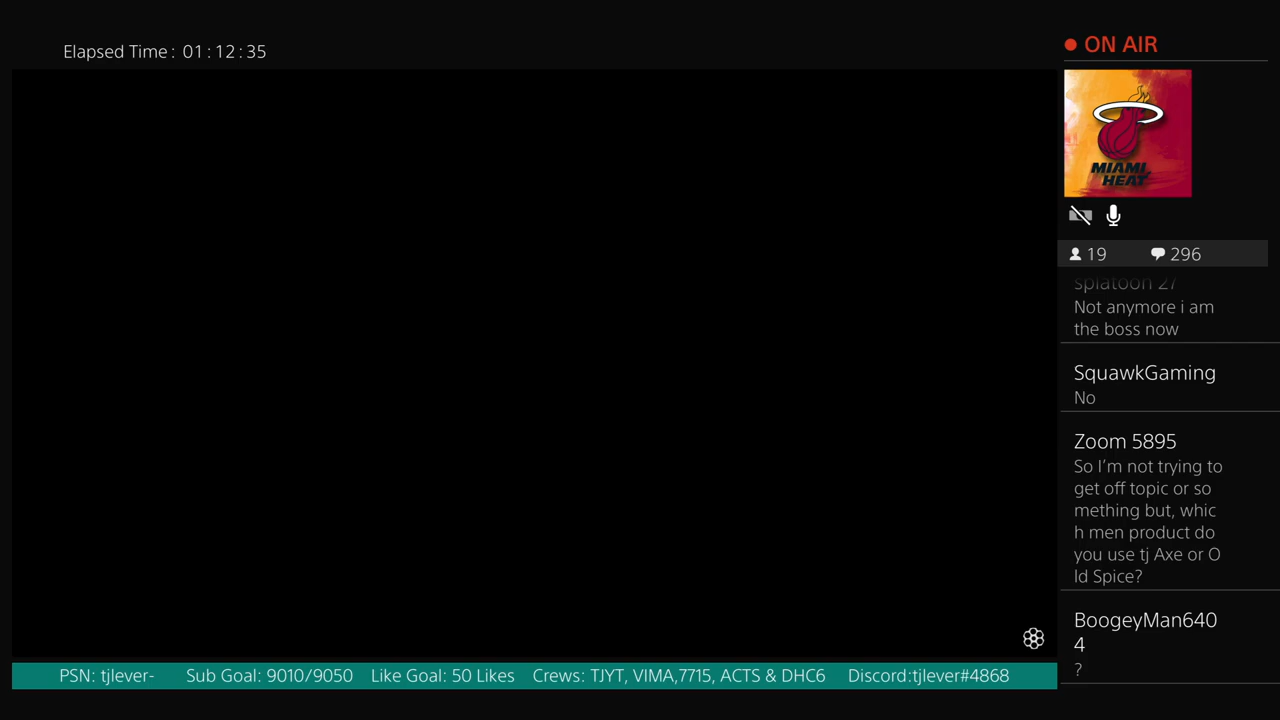 Elapsed Time: 01:12:35
ON AIR
MIAMI
HEAT
19 296
splatoon 27
Not anymore i am
the boss now
SquawkGaming
No
Zoom 5895
So I'm not trying to
get off topic or so
mething but, whic
h men product do
you use tj Axe or O
ld Spice?
BoogeyMan640
4
?
PSN: tjlever- Sub Goal: 9010/9050 Like Goal: 50 Likes Crews: TJYT, VIMA,7715, ACTS & DHC6 Discord:tjlever#4868